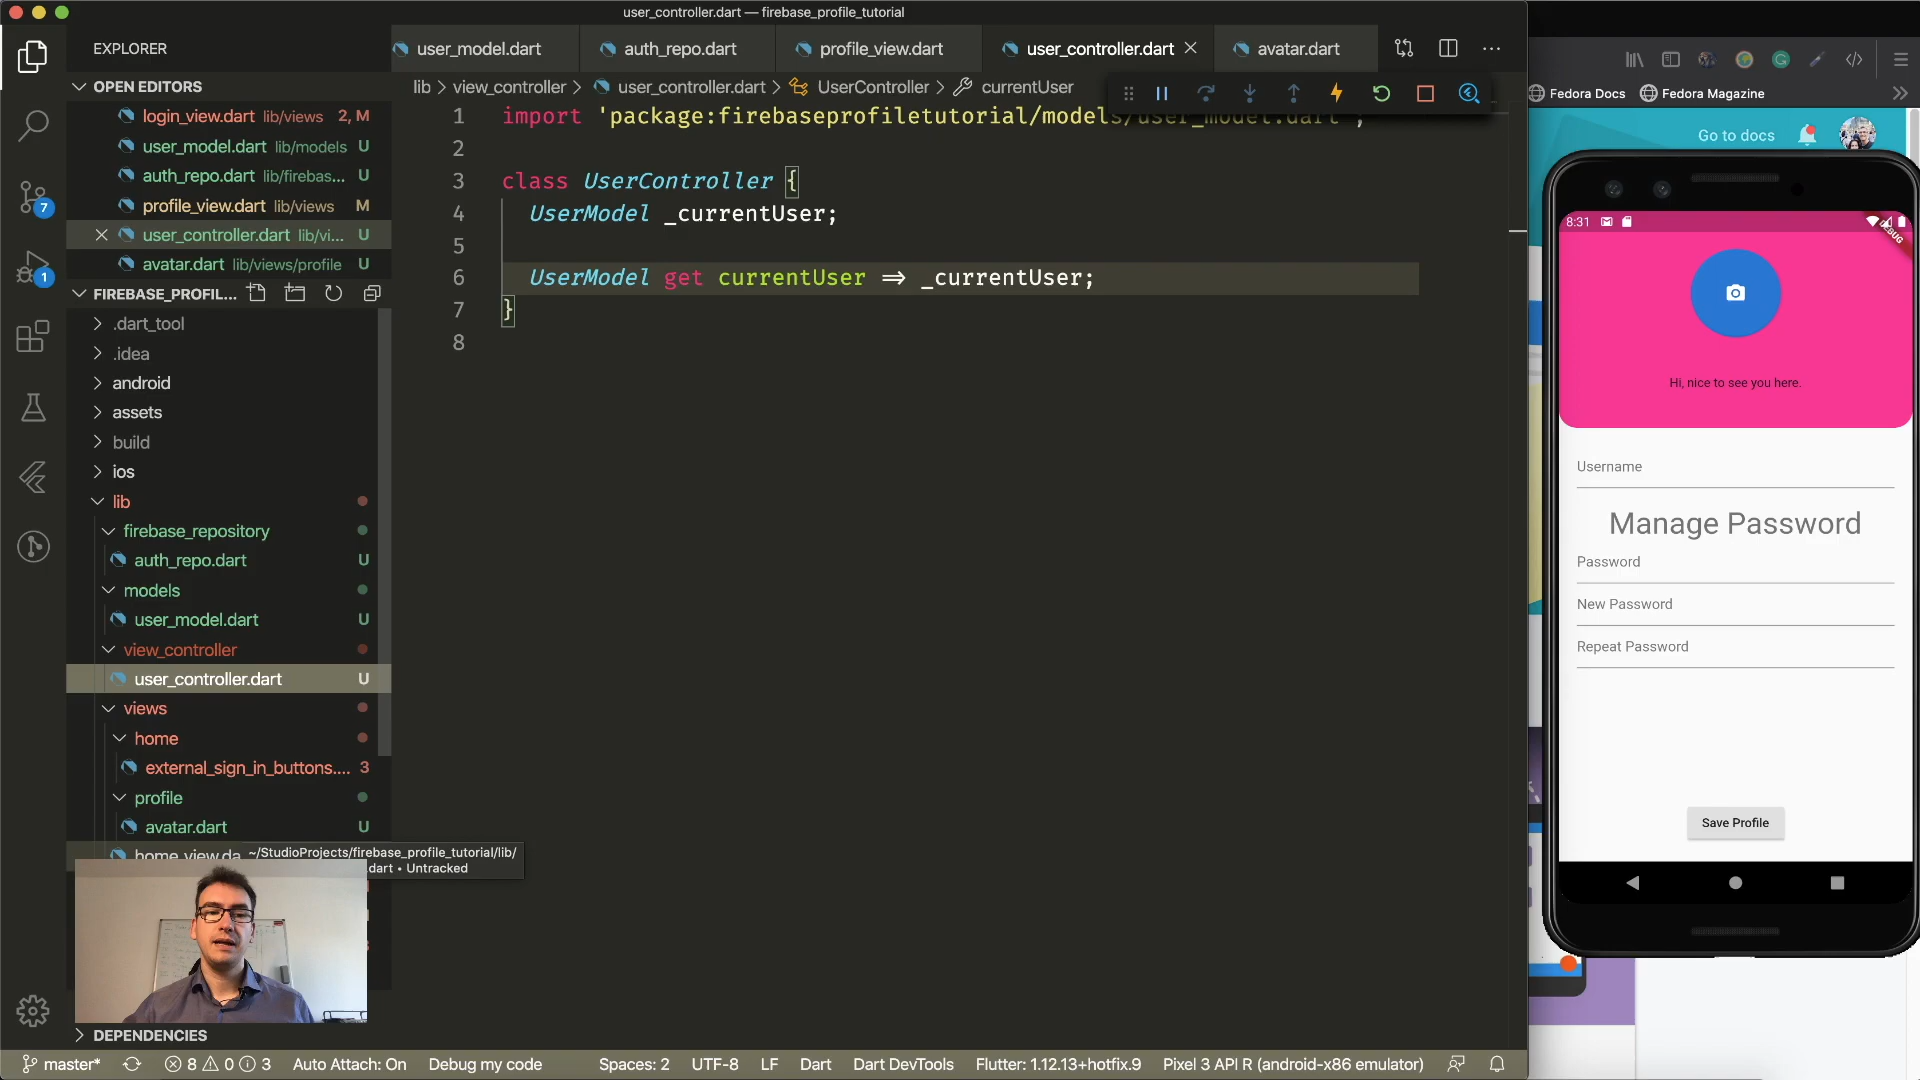 user_controller.dart — firebase_profile_tutorial
EXPLORER
user_model.dart
auth_repo.dart
profile_view.dart
user_controller.dart
avatar.dart
OPEN EDITORS
lib > view_controller > user_controller.dart > UserController > currentUser
Fedora Docs
Fedora Magazine
login_view.dart lib/views 2, M
user_model.dart lib/models U
auth_repo.dart lib/firebas... U
profile_view.dart lib/views M
user_controller.dart lib/vi... U
avatar.dart lib/views/profile U
7
1
FIREBASE_PROFIL...
.dart_tool
.idea
android
assets
build
ios
lib
firebase_repository
auth_repo.dart U
models
user_model.dart U
view_controller
user_controller.dart U
views
home
external_sign_in_buttons.... 3
profile
avatar.dart U
home_view.da
~/StudioProjects/firebase_profile_tutorial/lib/
.dart • Untracked
DEPENDENCIES
1 import 'package:firebaseprofiletutorial/models/user_model.dart';
2
3 class UserController {
4 UserModel _currentUser;
5
6 UserModel get currentUser => _currentUser;
7 }
8
Go to docs
8:31
DEBUG
Hi, nice to see you here.
Username
Manage Password
Password
New Password
Repeat Password
Save Profile
master*
8 0 3
Auto Attach: On
Debug my code
Spaces: 2
UTF-8
LF
Dart
Dart DevTools
Flutter: 1.12.13+hotfix.9
Pixel 3 API R (android-x86 emulator)